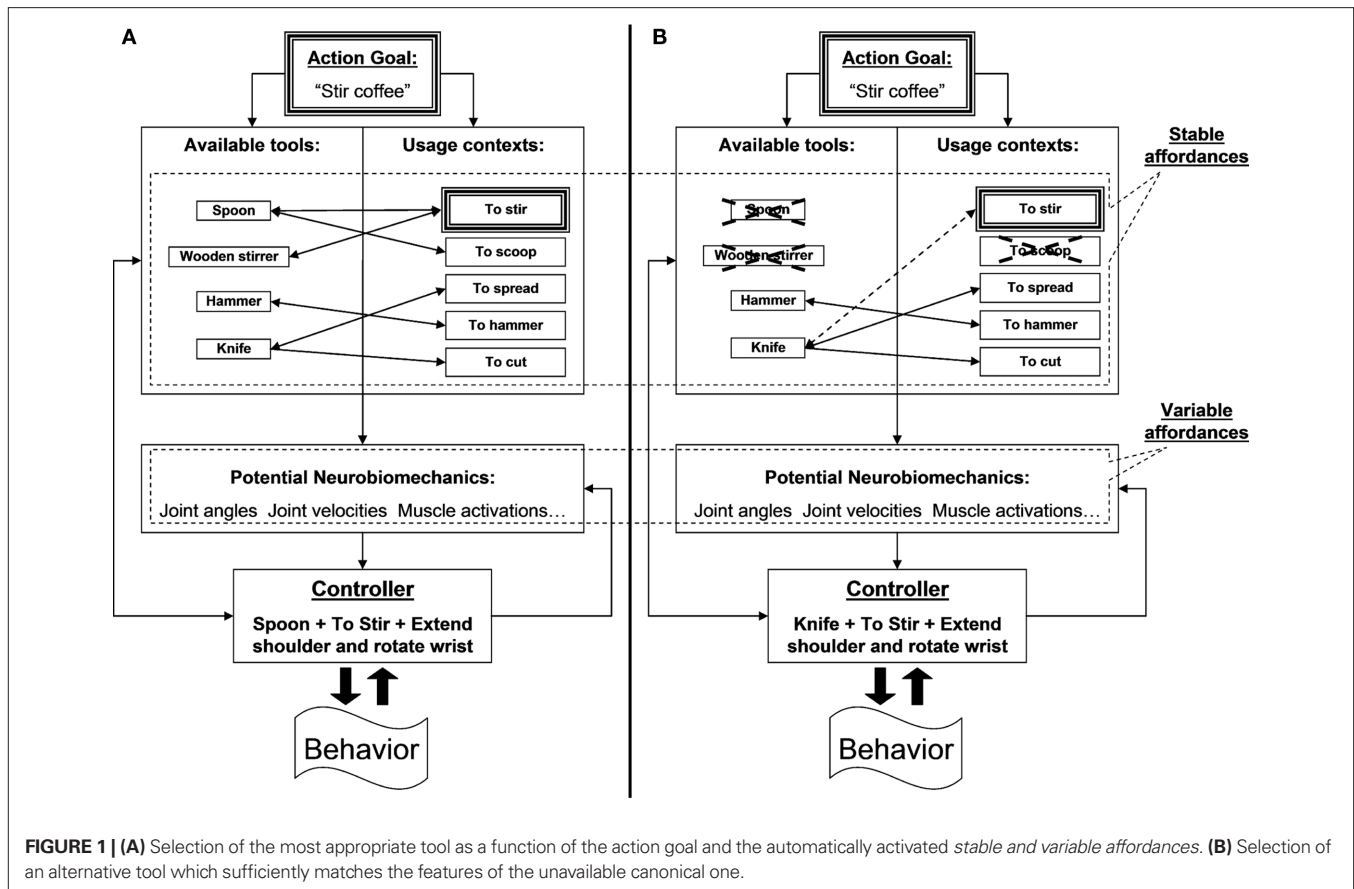 A
Action Goal:
“Stir coffee”
Available tools:
Usage contexts:
Spoon
Wooden stirrer
Hammer
Knife
To stir
To scoop
To spread
To hammer
To cut
Potential Neurobiomechanics:
Joint angles Joint velocities Muscle activations…
Controller
Spoon + To Stir + Extend
shoulder and rotate wrist
Behavior
B
Action Goal:
“Stir coffee”
Available tools:
Usage contexts:
Spoon
Wooden stirrer
Hammer
Knife
To stir
To scoop
To spread
To hammer
To cut
Stable
affordances
Variable
affordances
Potential Neurobiomechanics:
Joint angles Joint velocities Muscle activations…
Controller
Knife + To Stir + Extend
shoulder and rotate wrist
Behavior
FIGURE 1 | (A) Selection of the most appropriate tool as a function of the action goal and the automatically activated stable and variable affordances. (B) Selection of
an alternative tool which sufficiently matches the features of the unavailable canonical one.